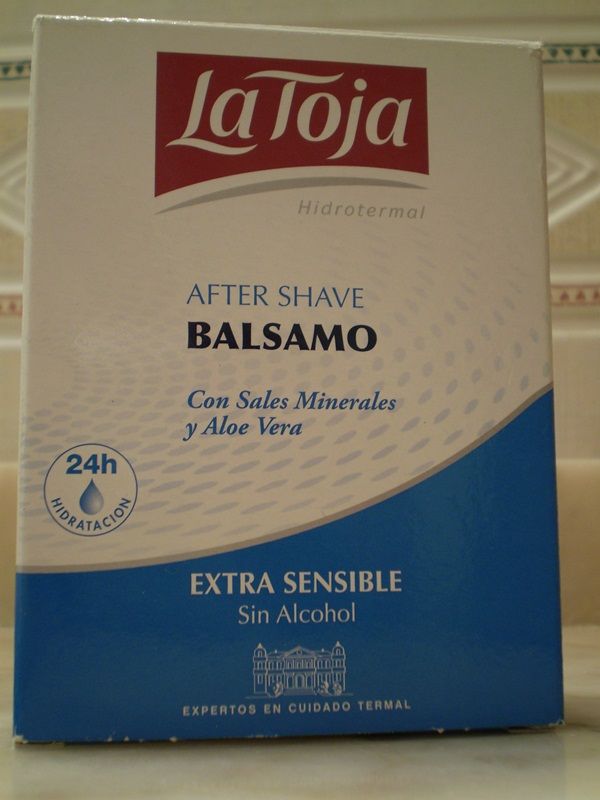 La Toja
Hidrotermal
AFTER SHAVE
BALSAMO
Con Sales Minerales
y Aloe Vera
24h
HIDRATACION
EXTRA SENSIBLE
Sin Alcohol
EXPERTOS EN CUIDADO TERMAL